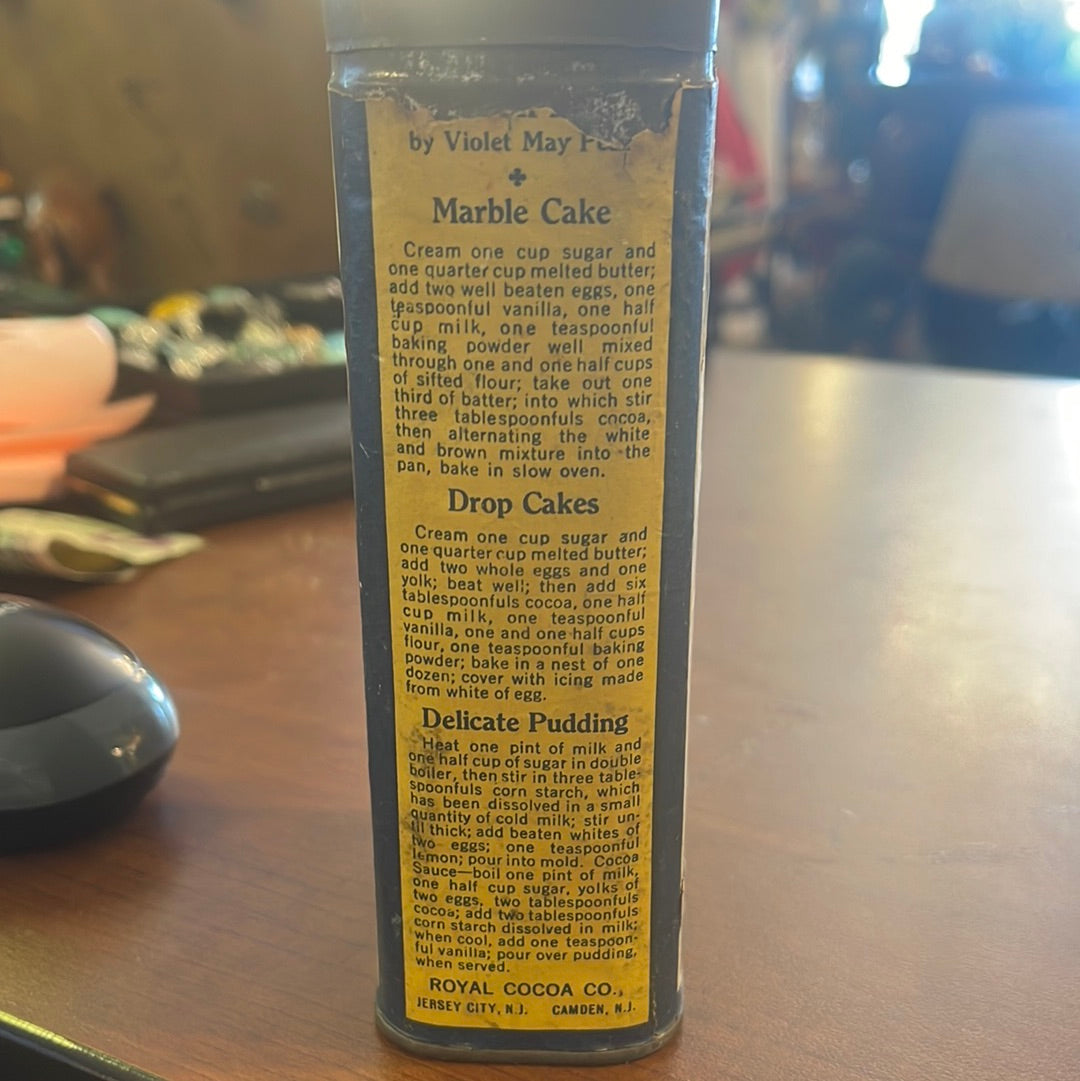 by Violet May
Marble Cake
Cream one cup sugar and
one quarter cup melted butter;
add two well beaten eggs, one
teaspoonful vanilla, one half
cup milk, one teaspoonful
baking powder well mixed
through one and one half cups
of sifted flour; take out one
third of batter; into which stir
three tablespoonfuls cocoa,
then alternating the white
and brown mixture into the
pan, bake in slow oven.
Drop Cakes
Cream one cup sugar and
one quarter cup melted butter;
add two whole eggs and one
yolk; beat well; then add six
tablespoonfuls cocoa, one half
cup milk, one teaspoonful
vanilla, one and one half cups
flour, one teaspoonful baking
powder; bake in a nest of one
dozen; cover with icing made
from white of egg.
Delicate Pudding
Heat one pint of milk and
one half cup of sugar in double
boiler, then stir in three table-
spoonfuls corn starch, which
has been dissolved in a small
quantity of cold milk; stir un-
til thick; add beaten whites of
two eggs; one teaspoonful
lemon; pour into mold. Cocoa
Sauce—boil one pint of milk,
one half cup sugar, yolks of
two eggs, two tablespoonfuls
cocoa; add two tablespoonfuls
corn starch dissolved in milk;
when cool, add one teaspoon-
ful vanilla; pour over pudding,
when served.
ROYAL COCOA CO.,
JERSEY CITY, N.J. CAMDEN, N.J.